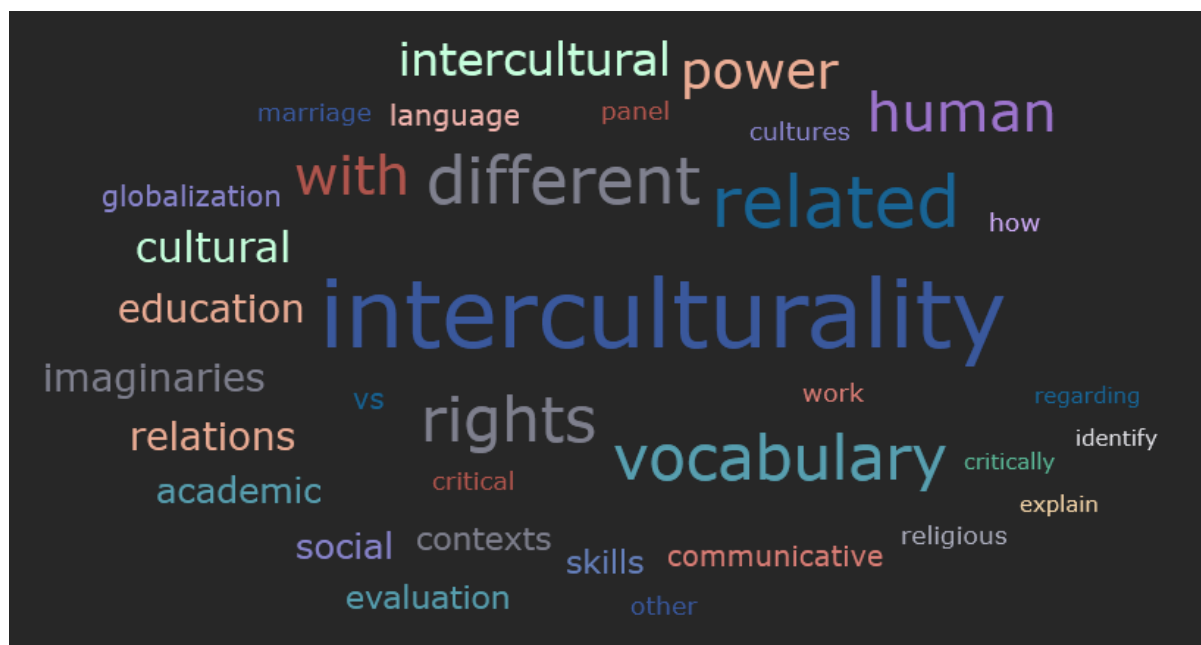 intercultural
power
marriage
language
panel
cultures
human
globalization
with
different
related
how
cultural
education
interculturality
imaginaries
vs
rights
work
regarding
relations
vocabulary
identify
academic
critical
critically
explain
social
contexts
skills
communicative
religious
evaluation
other